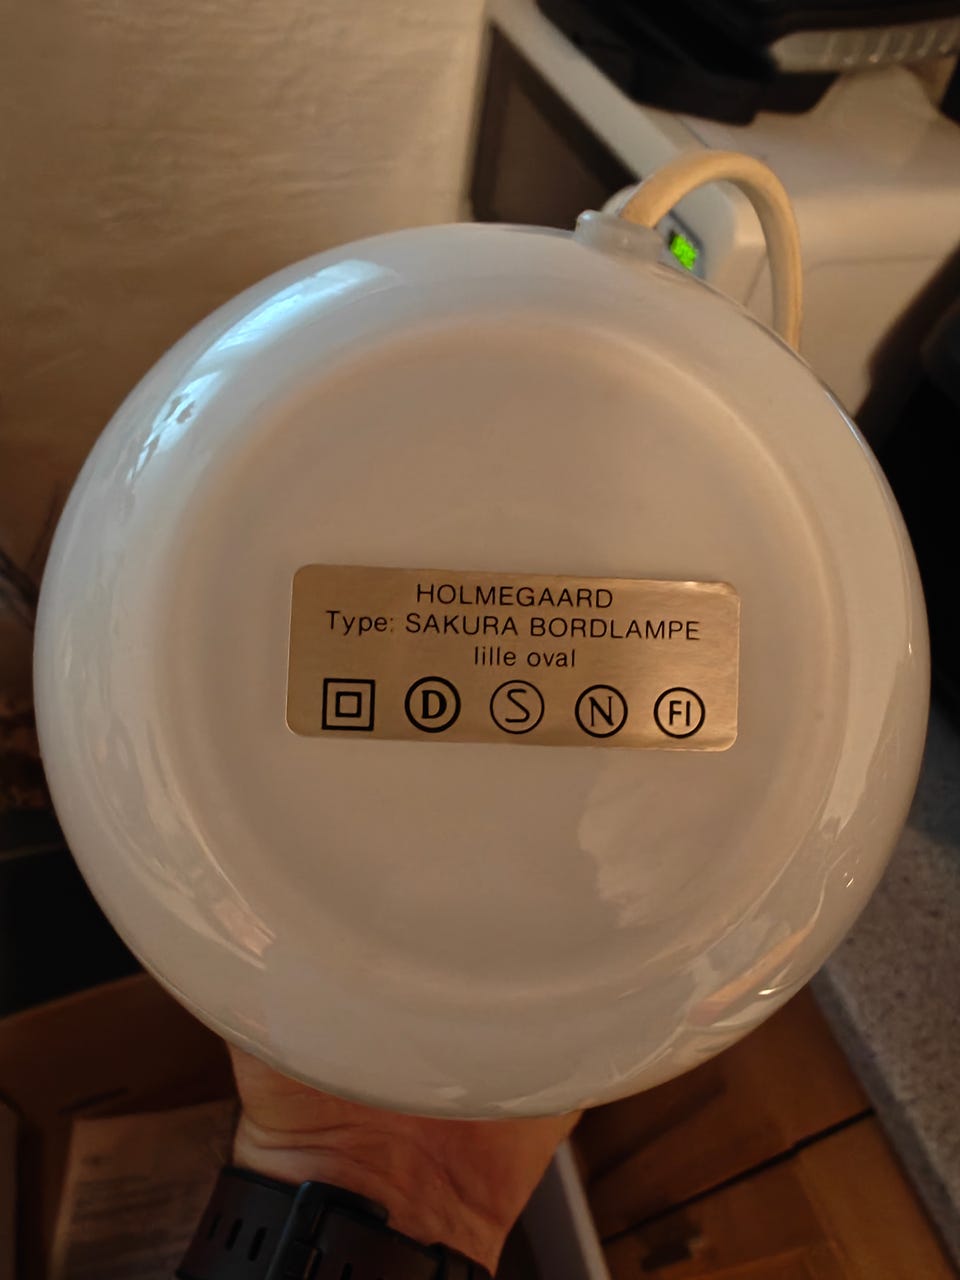 HOLMEGAARD
Type: SAKURA BORDLAMPE
lille oval
D S N FI